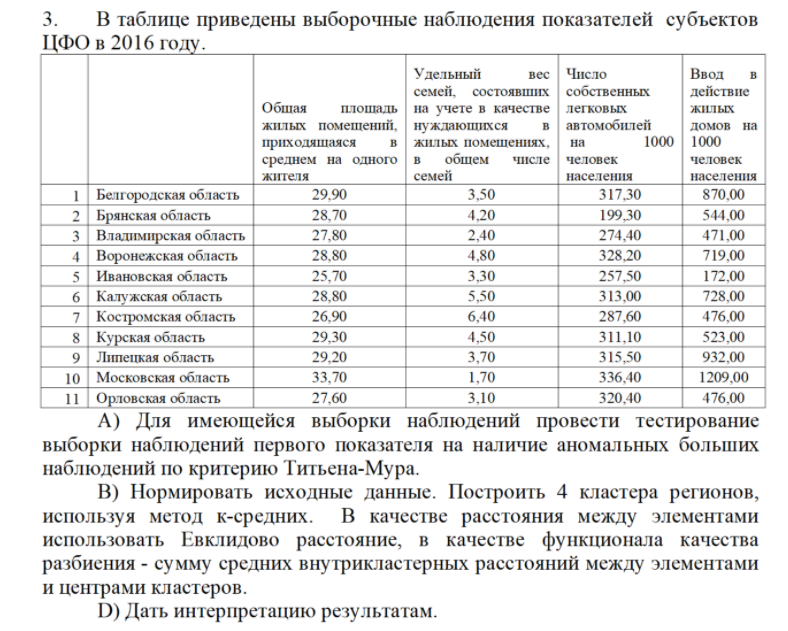 3. В таблице приведены выборочные наблюдения показателей субъектов
ЦФО в 2016 году.
Общая площадь жилых помещений, приходящаяся в среднем на одного жителя
Удельный вес семей, состоявших на учете в качестве нуждающихся в жилых помещениях, в общем числе семей
Число собственных легковых автомобилей на 1000 человек населения
Ввод в действие жилых домов на 1000 человек населения
1 Белгородская область 29,90 3,50 317,30 870,00
2 Брянская область 28,70 4,20 199,30 544,00
3 Владимирская область 27,80 2,40 274,40 471,00
4 Воронежская область 28,80 4,80 328,20 719,00
5 Ивановская область 25,70 3,30 257,50 172,00
6 Калужская область 28,80 5,50 313,00 728,00
7 Костромская область 26,90 6,40 287,60 476,00
8 Курская область 29,30 4,50 311,10 523,00
9 Липецкая область 29,20 3,70 315,50 932,00
10 Московская область 33,70 1,70 336,40 1209,00
11 Орловская область 27,60 3,10 320,40 476,00
A) Для имеющейся выборки наблюдений провести тестирование
выборки наблюдений первого показателя на наличие аномальных больших
наблюдений по критерию Титьена-Мура.
B) Нормировать исходные данные. Построить 4 кластера регионов,
используя метод к-средних. В качестве расстояния между элементами
использовать Евклидово расстояние, в качестве функционала качества
разбиения - сумму средних внутрикластерных расстояний между элементами
и центрами кластеров.
D) Дать интерпретацию результатам.